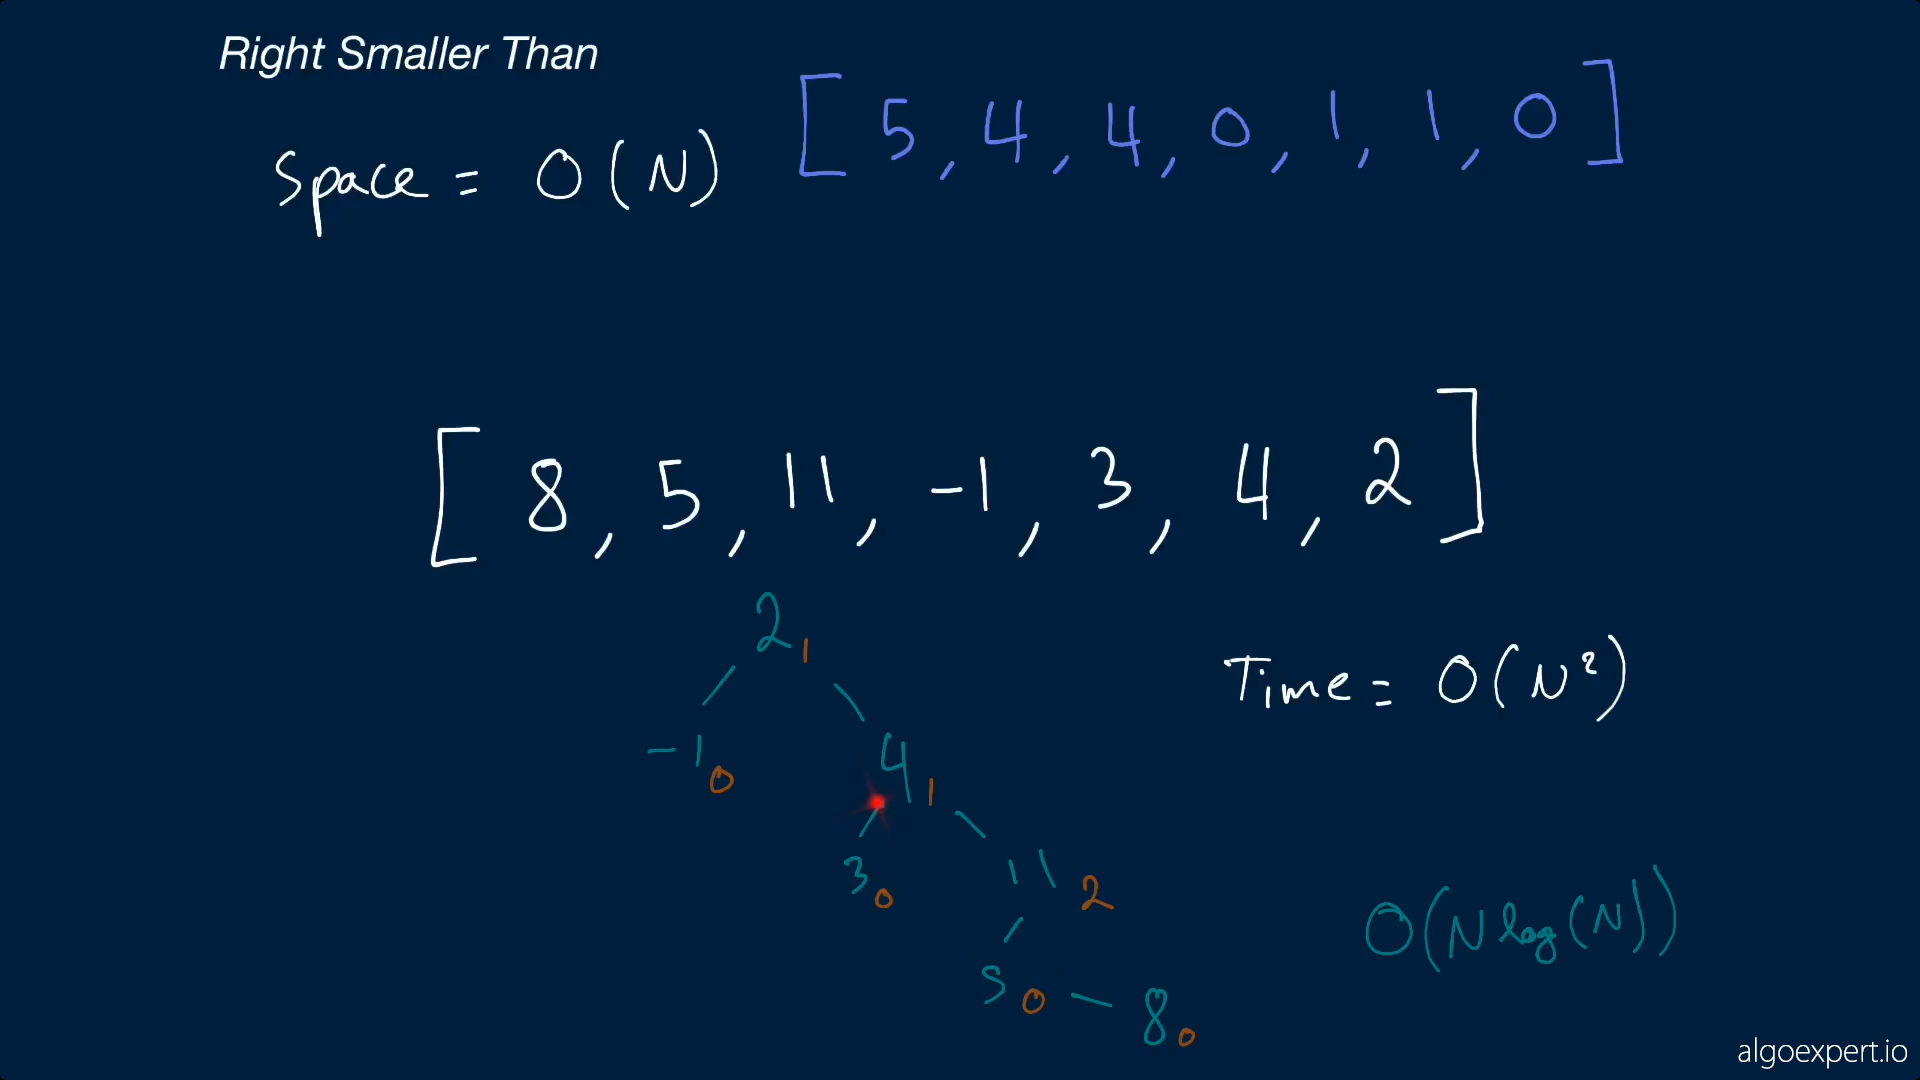 Right Smaller Than
[ 5, 4, 4, 0, 1, 1, 0 ]
Space = O(N)
[ 8, 5, 11, -1, 3, 4, 2 ]
2 1
Time = O(N²)
-1 0
4 1
3 0
11 2
O(N log(N))
5 0
8 0
algoexpert.io